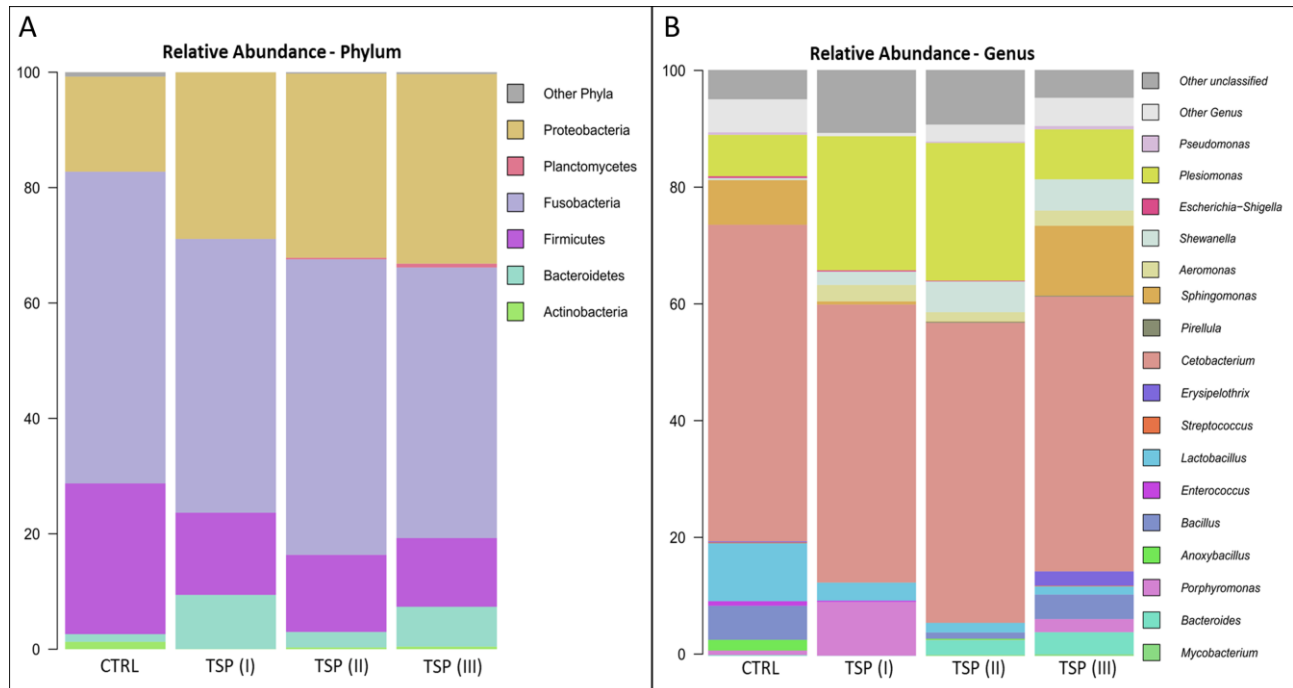 A
Relative Abundance - Phylum
100
80
60
40
20
0
CTRL
TSP (I)
TSP (II)
TSP (III)
Other Phyla
Proteobacteria
Planctomycetes
Fusobacteria
Firmicutes
Bacteroidetes
Actinobacteria
B
Relative Abundance - Genus
100
80
60
40
20
0
CTRL
TSP (I)
TSP (II)
TSP (III)
Other unclassified
Other Genus
Pseudomonas
Plesiomonas
Escherichia−Shigella
Shewanella
Aeromonas
Sphingomonas
Pirellula
Cetobacterium
Erysipelothrix
Streptococcus
Lactobacillus
Enterococcus
Bacillus
Anoxybacillus
Porphyromonas
Bacteroides
Mycobacterium